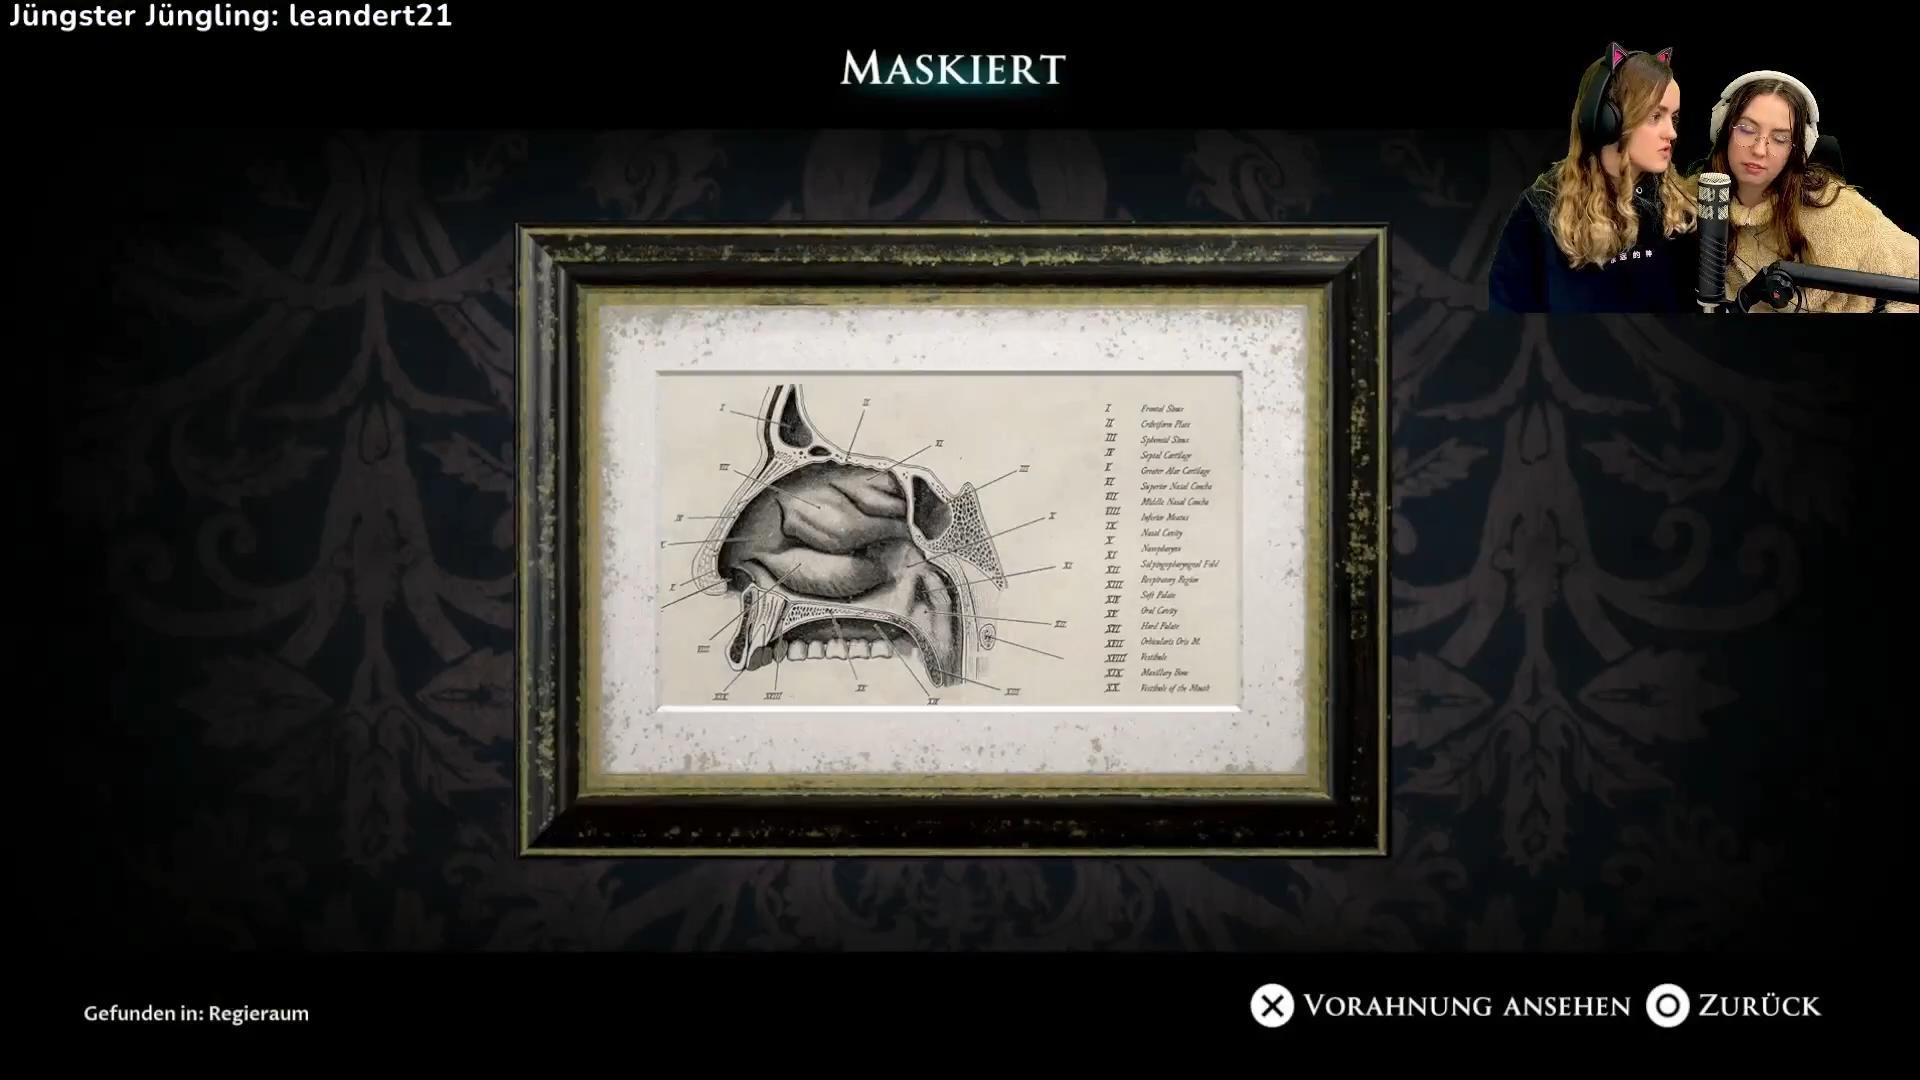 Jüngster Jüngling: leandert21
MASKIERT
I Frontal Sinus
II Cribriform Plate
III Sphenoid Sinus
IV Septal Cartilage
V Greater Alar Cartilage
VI Superior Nasal Concha
VII Middle Nasal Concha
VIII Inferior Meatus
IX Nasal Cavity
X Nasopharynx
XI Salpingopharyngeal Fold
XII Respiratory Region
XIII Soft Palate
XIV Oral Cavity
XV Hard Palate
XVI Orbicularis Oris M.
XVII Vestibule
XIX Maxillary Bone
XX Vestibule of the Mouth
的神
Gefunden in: Regieraum
VORAHNUNG ANSEHEN
ZURÜCK